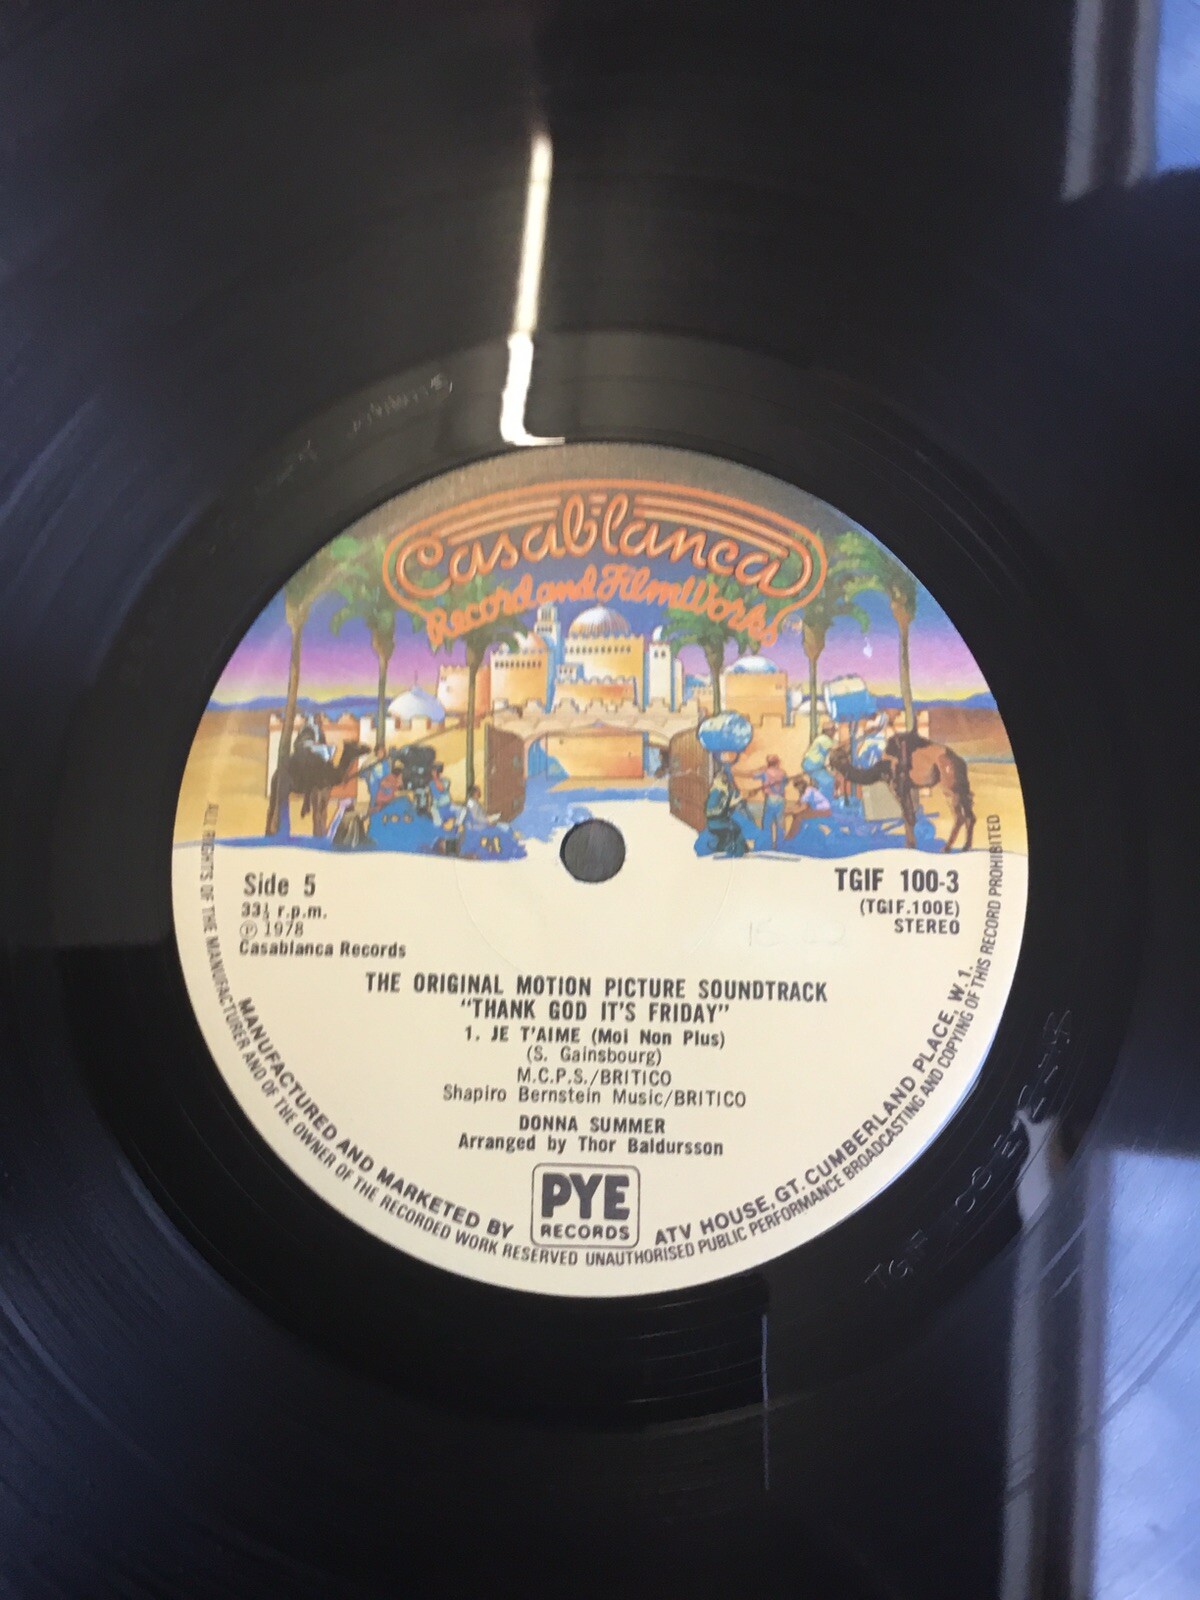 Casablanca
Record and FilmWorks
Side 5
33⅓ r.p.m.
℗ 1978
Casablanca Records
TGIF 100-3
(TGIF.100E)
STEREO
THE ORIGINAL MOTION PICTURE SOUNDTRACK
"THANK GOD IT'S FRIDAY"
1. JE T'AIME (Moi Non Plus)
(S. Gainsbourg)
M.C.P.S./BRITICO
Shapiro Bernstein Music/BRITICO
DONNA SUMMER
Arranged by Thor Baldursson
PYE
RECORDS
MANUFACTURED AND MARKETED BY
ATV HOUSE, GT. CUMBERLAND PLACE, W.1.
ALL RIGHTS OF THE MANUFACTURER AND OF THE OWNER OF THE RECORDED WORK RESERVED UNAUTHORISED PUBLIC PERFORMANCE BROADCASTING AND COPYING OF THIS RECORD PROHIBITED